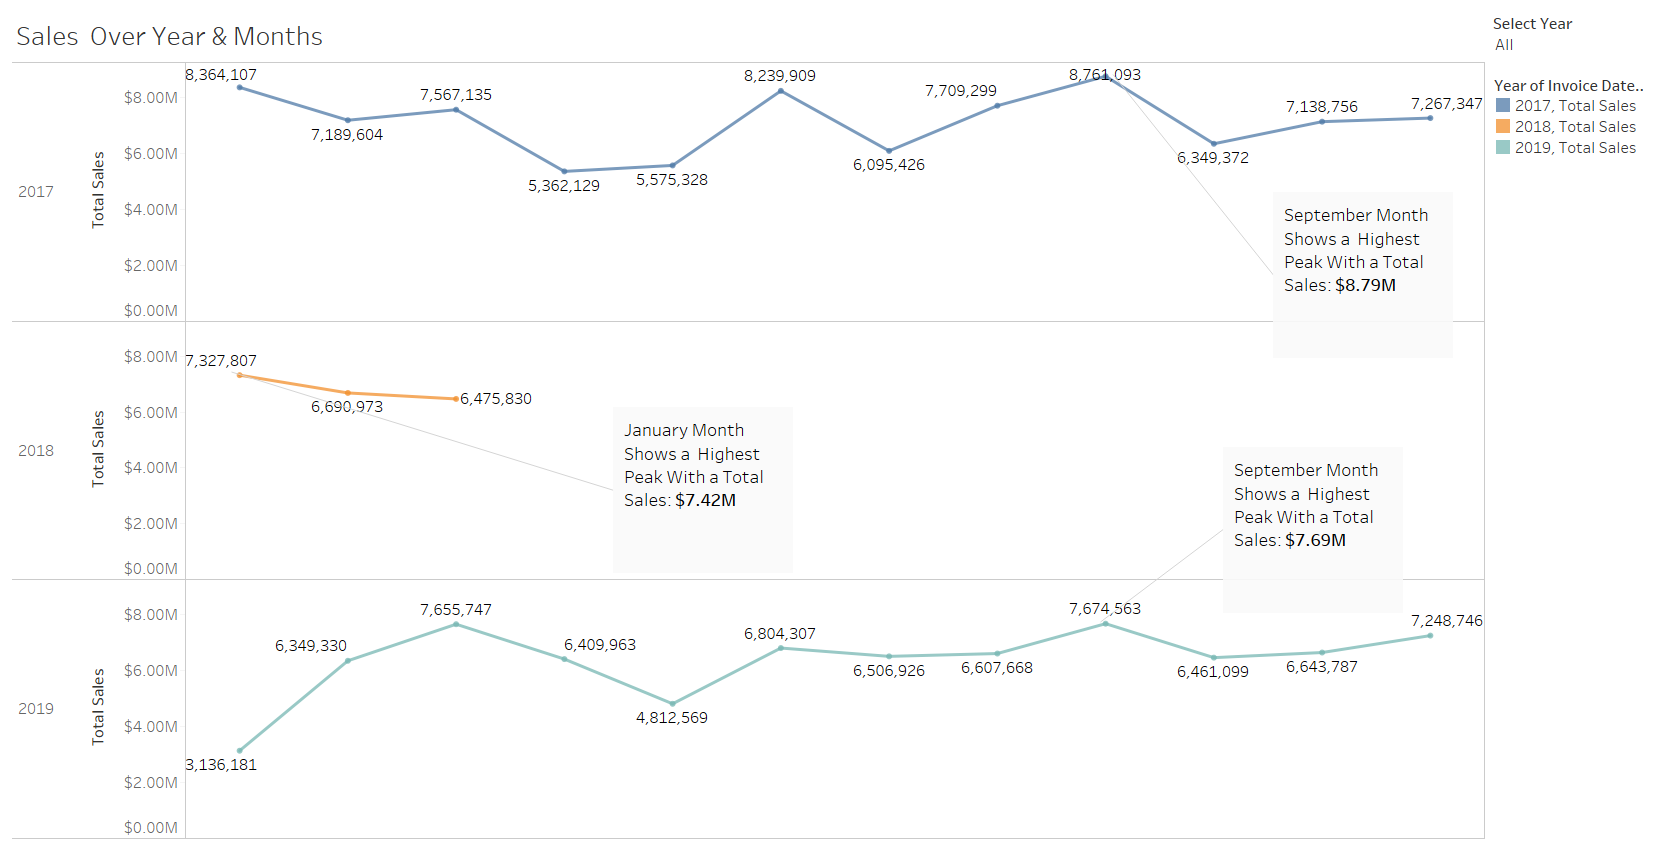 Sales Over Year & Months
Select Year
All
Year of Invoice Date..
2017, Total Sales
2018, Total Sales
2019, Total Sales
2017
Total Sales
$8.00M
$6.00M
$4.00M
$2.00M
$0.00M
8,364,107
7,189,604
7,567,135
5,362,129
5,575,328
8,239,909
6,095,426
7,709,299
8,761,093
6,349,372
7,138,756
7,267,347
September Month
Shows a Highest
Peak With a Total
Sales: $8.79M
2018
Total Sales
$8.00M
$6.00M
$4.00M
$2.00M
$0.00M
7,327,807
6,690,973
6,475,830
January Month
Shows a Highest
Peak With a Total
Sales: $7.42M
September Month
Shows a Highest
Peak With a Total
Sales: $7.69M
2019
Total Sales
$8.00M
$6.00M
$4.00M
$2.00M
$0.00M
3,136,181
6,349,330
7,655,747
6,409,963
4,812,569
6,804,307
6,506,926
6,607,668
7,674,563
6,461,099
6,643,787
7,248,746